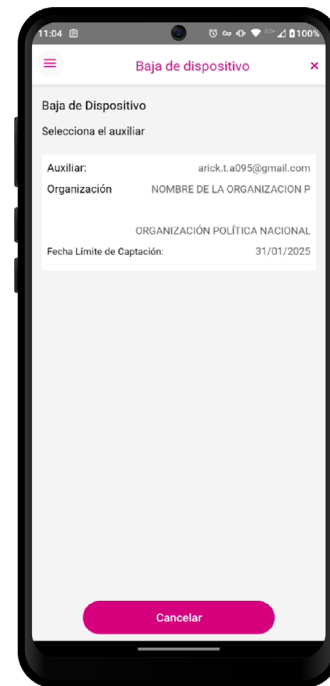 11:04 100%
Baja de dispositivo ×
Baja de Dispositivo
Selecciona el auxiliar
Auxiliar: arick.t.a095@gmail.com
Organización NOMBRE DE LA ORGANIZACION P
ORGANIZACIÓN POLÍTICA NACIONAL
Fecha Límite de Captación: 31/01/2025
Cancelar